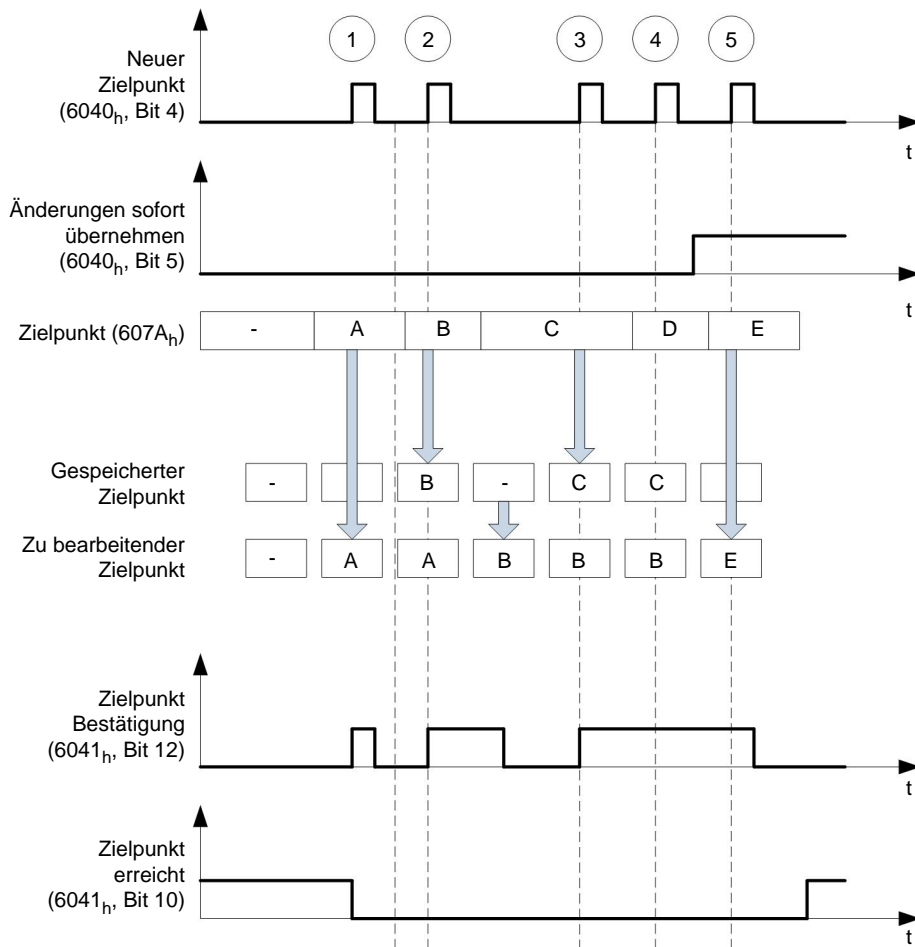 1 2 3 4 5
Neuer
Zielpunkt
(6040h, Bit 4)
t
Änderungen sofort
übernehmen
(6040h, Bit 5)
t
Zielpunkt (607Ah) - A B C D E
Gespeicherter
Zielpunkt
- B - C C
Zu bearbeitender
Zielpunkt
- A A B B B E
Zielpunkt
Bestätigung
(6041h, Bit 12)
t
Zielpunkt
erreicht
(6041h, Bit 10)
t